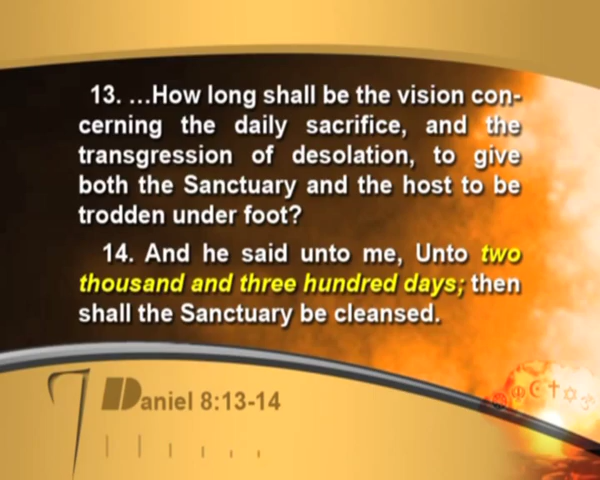 13. ...How long shall be the vision con-
cerning the daily sacrifice, and the
transgression of desolation, to give
both the Sanctuary and the host to be
trodden under foot?
14. And he said unto me, Unto two
thousand and three hundred days; then
shall the Sanctuary be cleansed.
Daniel 8:13-14